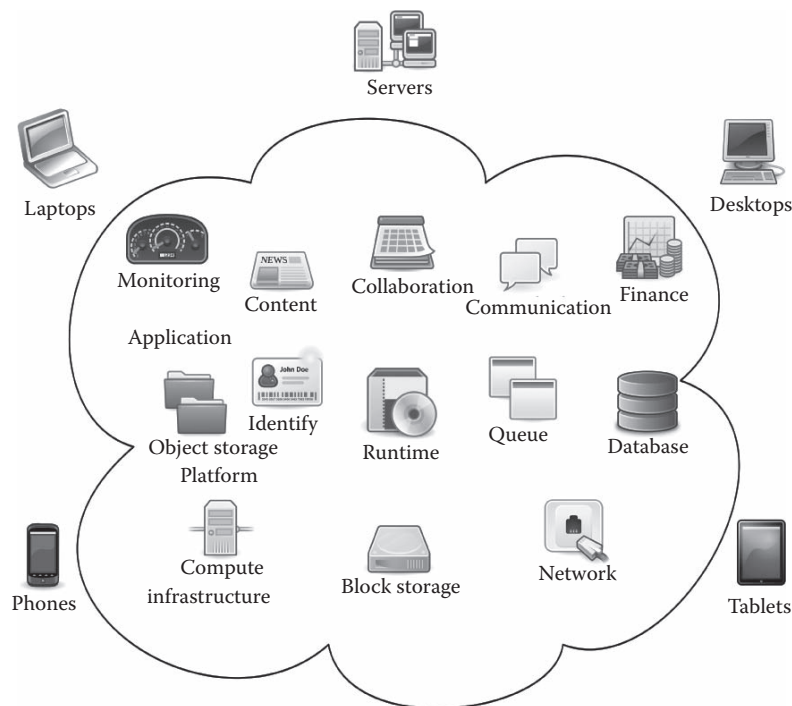 Servers
Laptops
Desktops
Monitoring
NEWS
Content
Collaboration
Communication
Finance
Application
John Doe
Object storage
Identify
Runtime
Queue
Database
Platform
Compute
infrastructure
Block storage
Network
Phones
Tablets